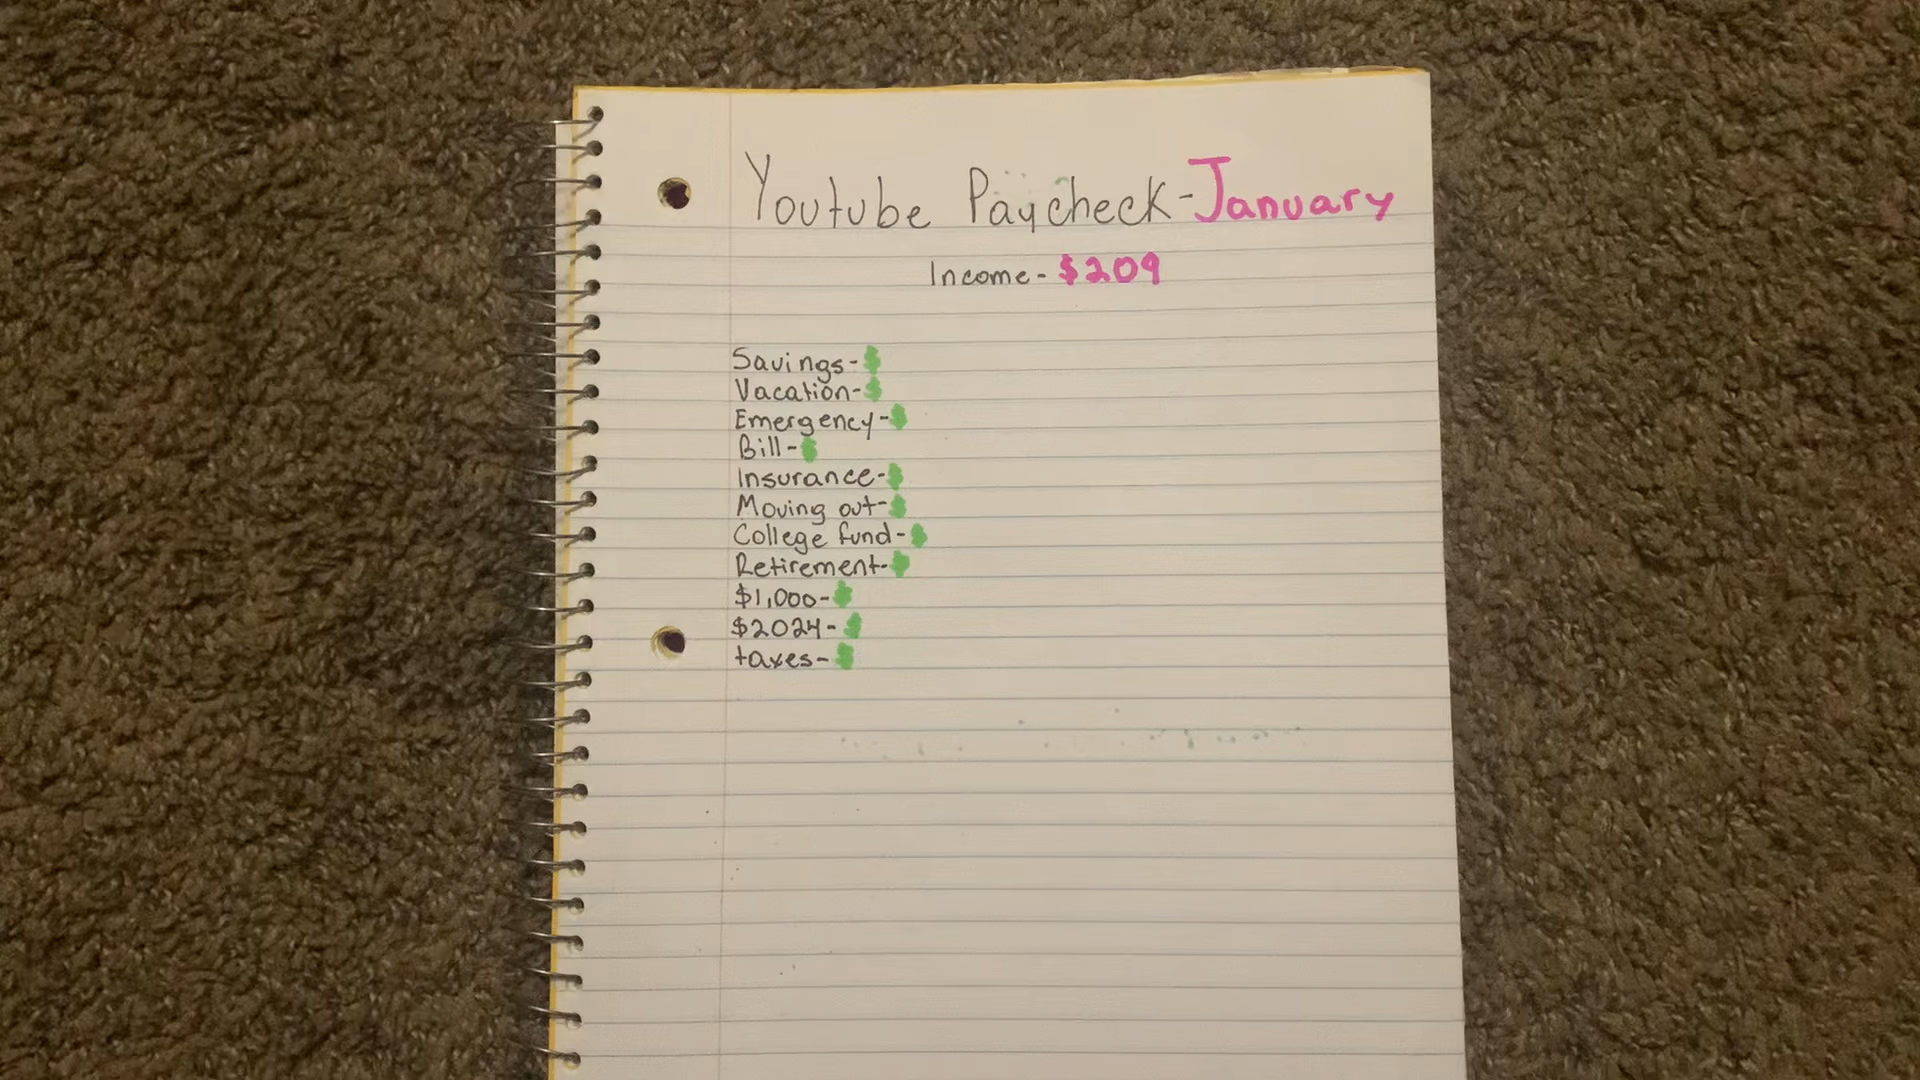 Youtube Paycheck-January
Income-$209
Savings-$
Vacation-$
Emergency-$
Bill-$
Insurance-$
Moving out-$
College fund-$
Retirement-$
$1,000-$
$2024-$
taxes-$